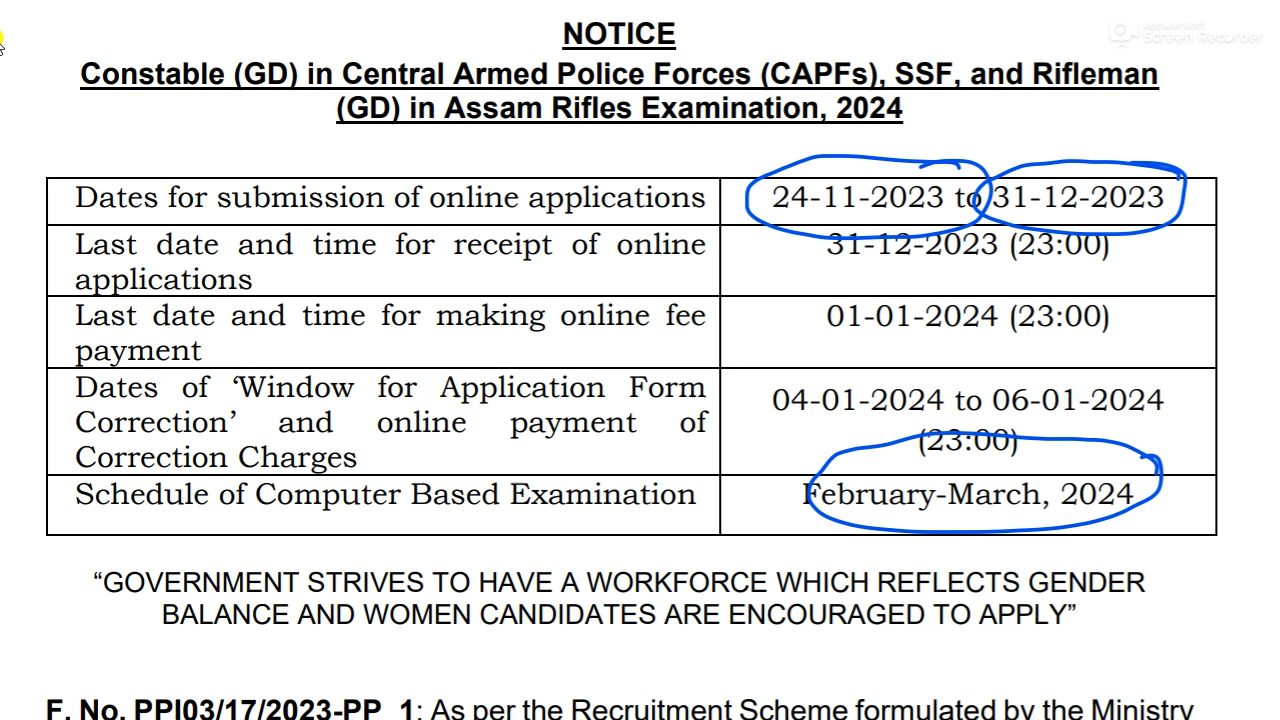 NOTICE
Apowersoft
Screen Recorder
Constable (GD) in Central Armed Police Forces (CAPFs), SSF, and Rifleman
(GD) in Assam Rifles Examination, 2024
Dates for submission of online applications 24-11-2023 to 31-12-2023
Last date and time for receipt of online 31-12-2023 (23:00)
applications
Last date and time for making online fee 01-01-2024 (23:00)
payment
Dates of ‘Window for Application Form
Correction’ and online payment of
Correction Charges
04-01-2024 to 06-01-2024
(23:00)
Schedule of Computer Based Examination February-March, 2024
“GOVERNMENT STRIVES TO HAVE A WORKFORCE WHICH REFLECTS GENDER
BALANCE AND WOMEN CANDIDATES ARE ENCOURAGED TO APPLY”
F. No. PPI03/17/2023-PP_1: As per the Recruitment Scheme formulated by the Ministry